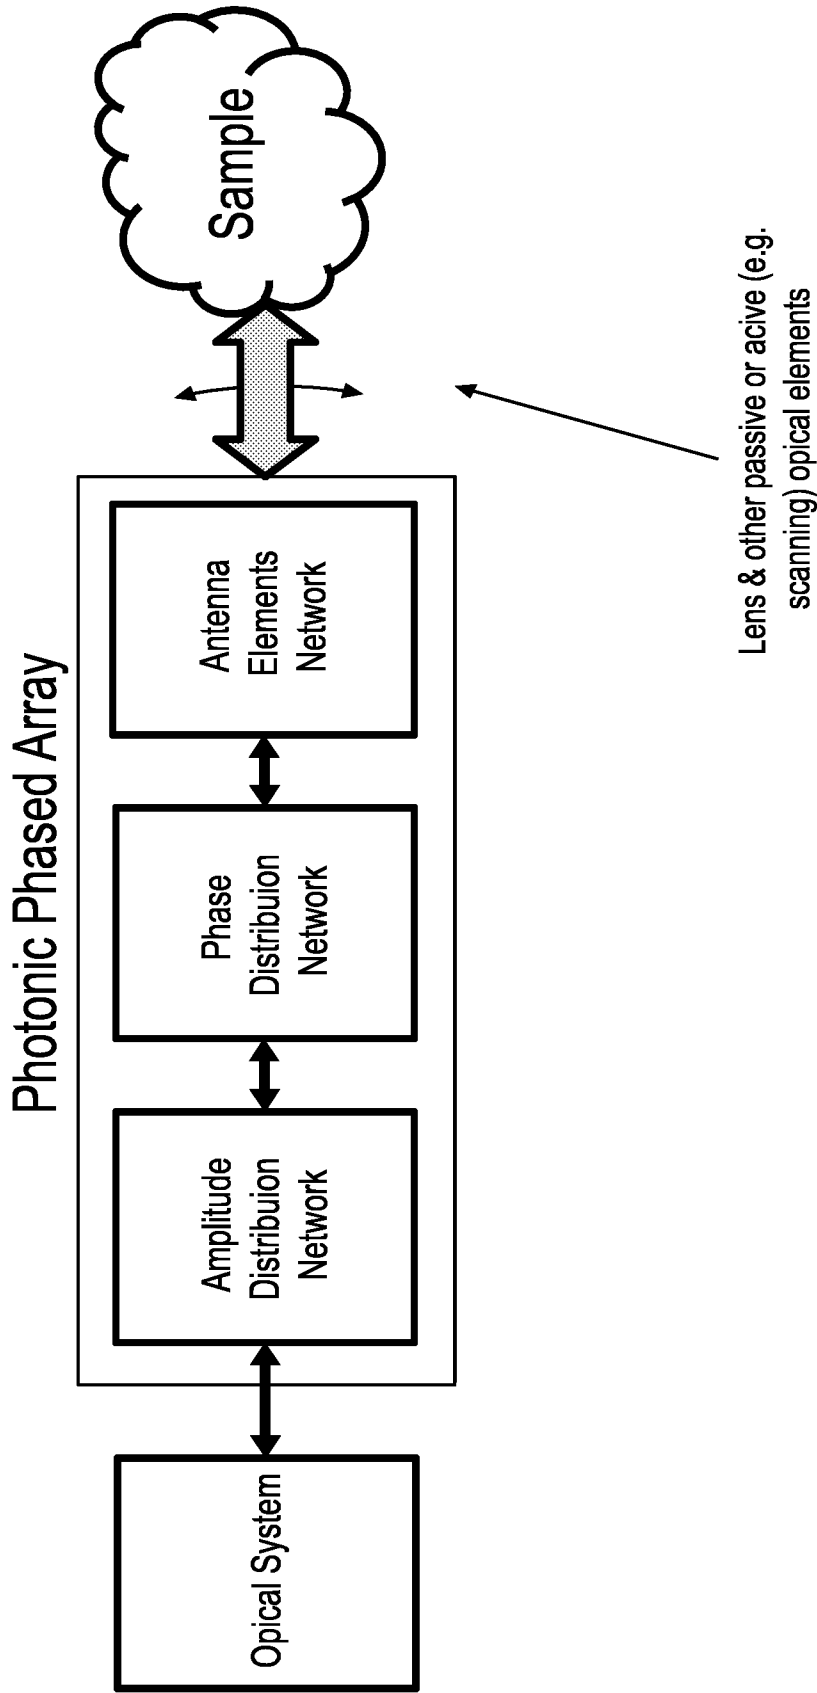 Photonic Phased Array
Opical System
Amplitude
Distribuion
Network
Phase
Distribuion
Network
Antenna
Elements
Network
Sample
Lens & other passive or acive (e.g.
scanning) opical elements